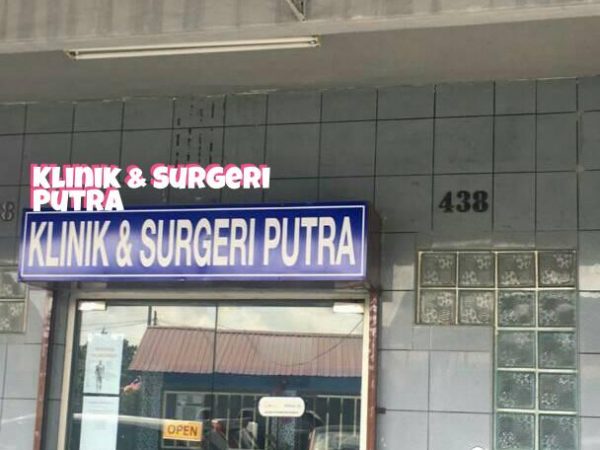 KLINIK & SURGERI
PUTRA
438
KLINIK & SURGERI PUTRA
OPEN